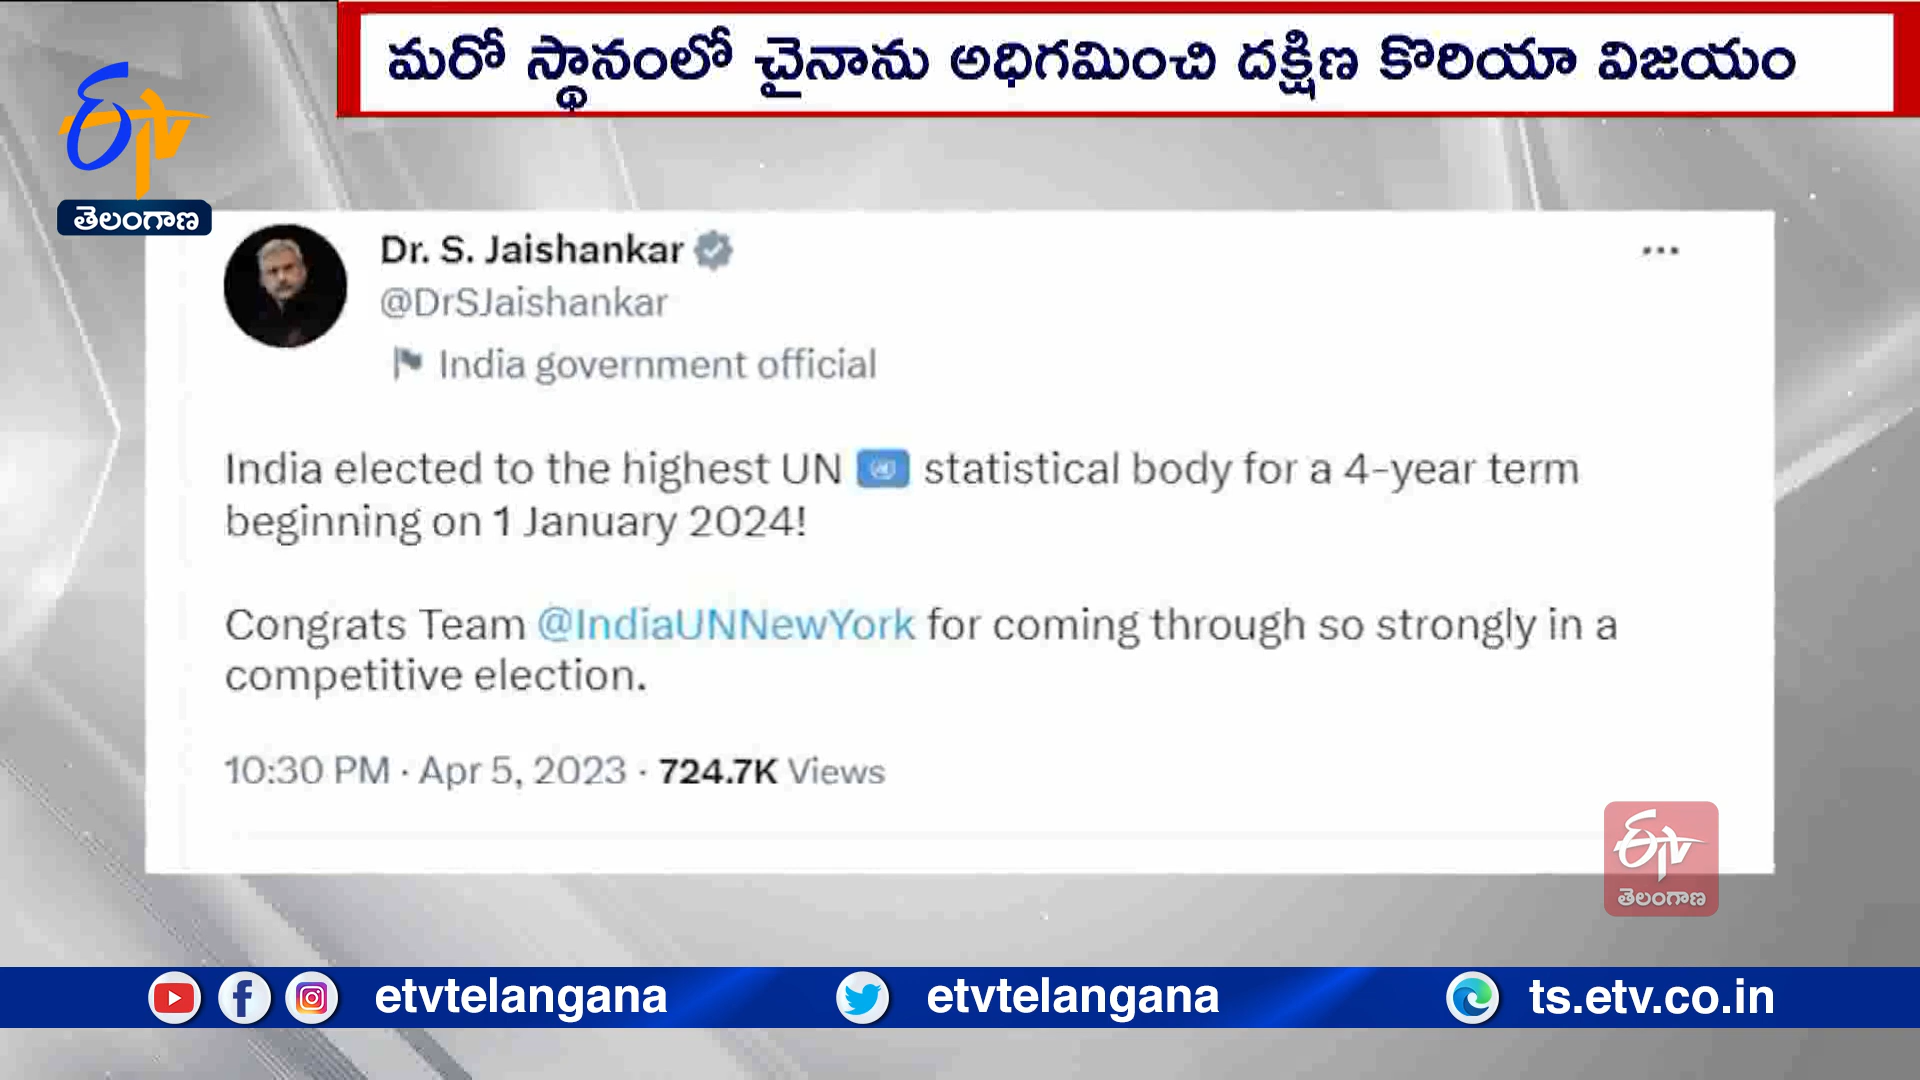 మరో స్థానంలో చైనాను అధిగమించి దక్షిణ కొరియా విజయం
ETV
తెలంగాణ
Dr. S. Jaishankar
@DrSJaishankar
India government official
India elected to the highest UN statistical body for a 4-year term
beginning on 1 January 2024!
Congrats Team @IndiaUNNewYork for coming through so strongly in a
competitive election.
10:30 PM · Apr 5, 2023 · 724.7K Views
ETV
తెలంగాణ
etvtelangana
etvtelangana
ts.etv.co.in